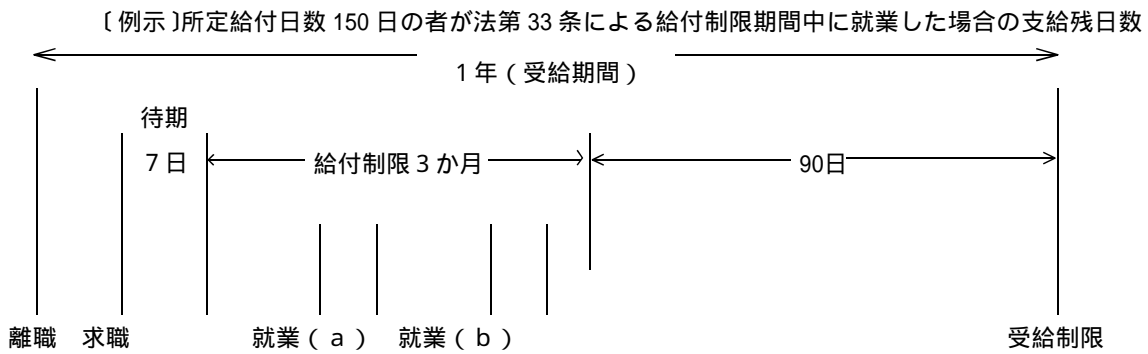 〔例示〕所定給付日数150日の者が法第33条による給付制限期間中に就業した場合の支給残日数
1年（受給期間）
待期
7日
給付制限3か月
90日
離職 求職 就業（a） 就業（b） 受給制限